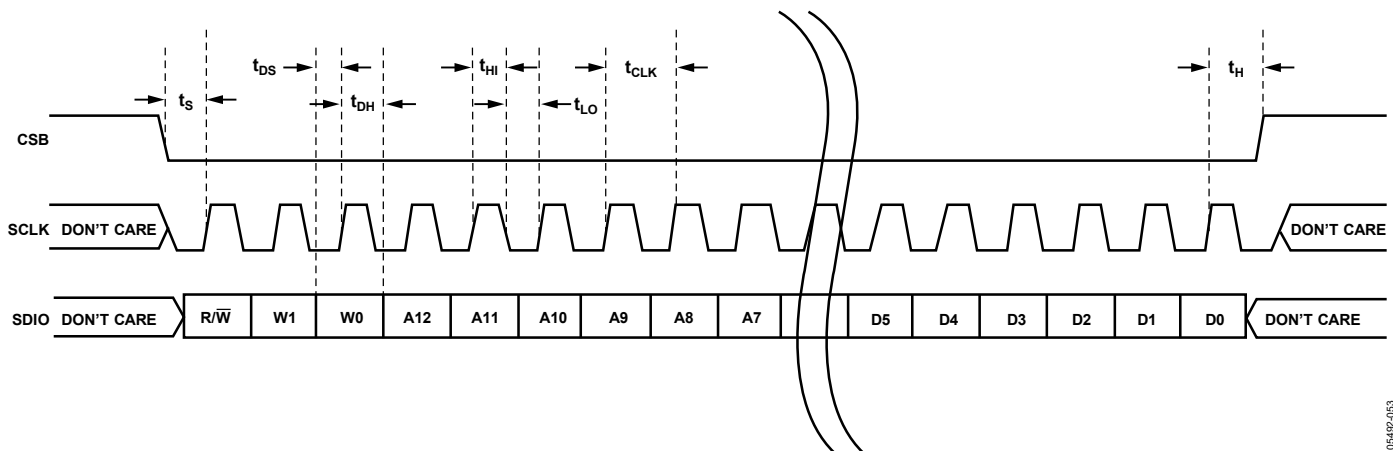 tDS
tHI
tCLK
tH
tS
tDH
tLO
CSB
SCLK DON'T CARE
DON'T CARE
SDIO DON'T CARE R/W̅ W1 W0 A12 A11 A10 A9 A8 A7 D5 D4 D3 D2 D1 D0 DON'T CARE
05492-053